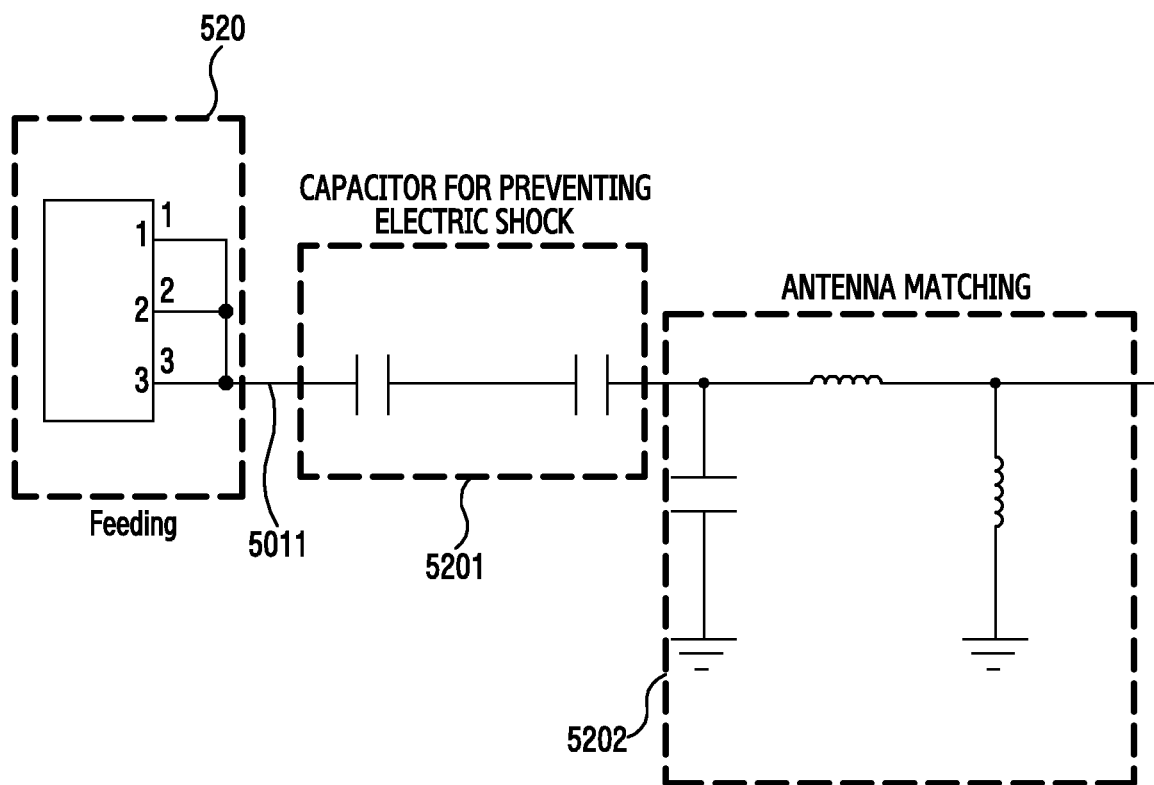 520
CAPACITOR FOR PREVENTING
ELECTRIC SHOCK
1 1
2 2
3 3
ANTENNA MATCHING
Feeding
5011
5201
5202